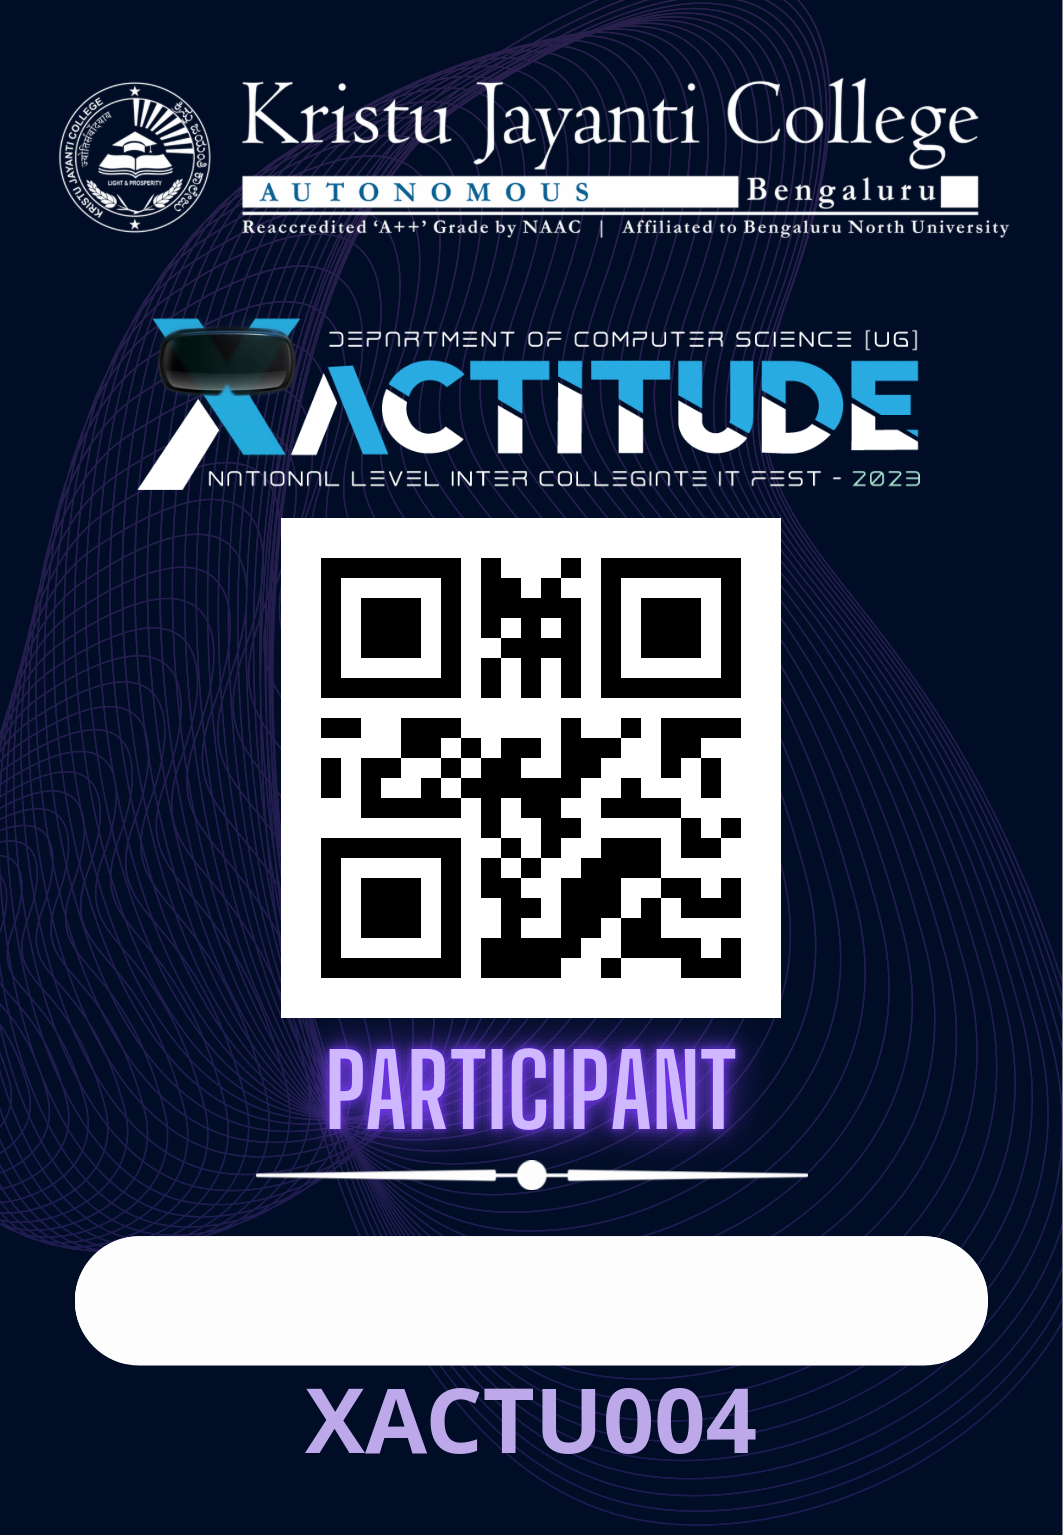 Kristu Jayanti College
AUTONOMOUS Bengaluru
Reaccredited ‘A++’ Grade by NAAC | Affiliated to Bengaluru North University
KRISTU JAYANTI COLLEGE
LIGHT & PROSPERITY
DEPARTMENT OF COMPUTER SCIENCE [UG]
XACTITUDE
NATIONAL LEVEL INTER COLLEGIATE IT FEST - 2023
PARTICIPANT
XACTU004